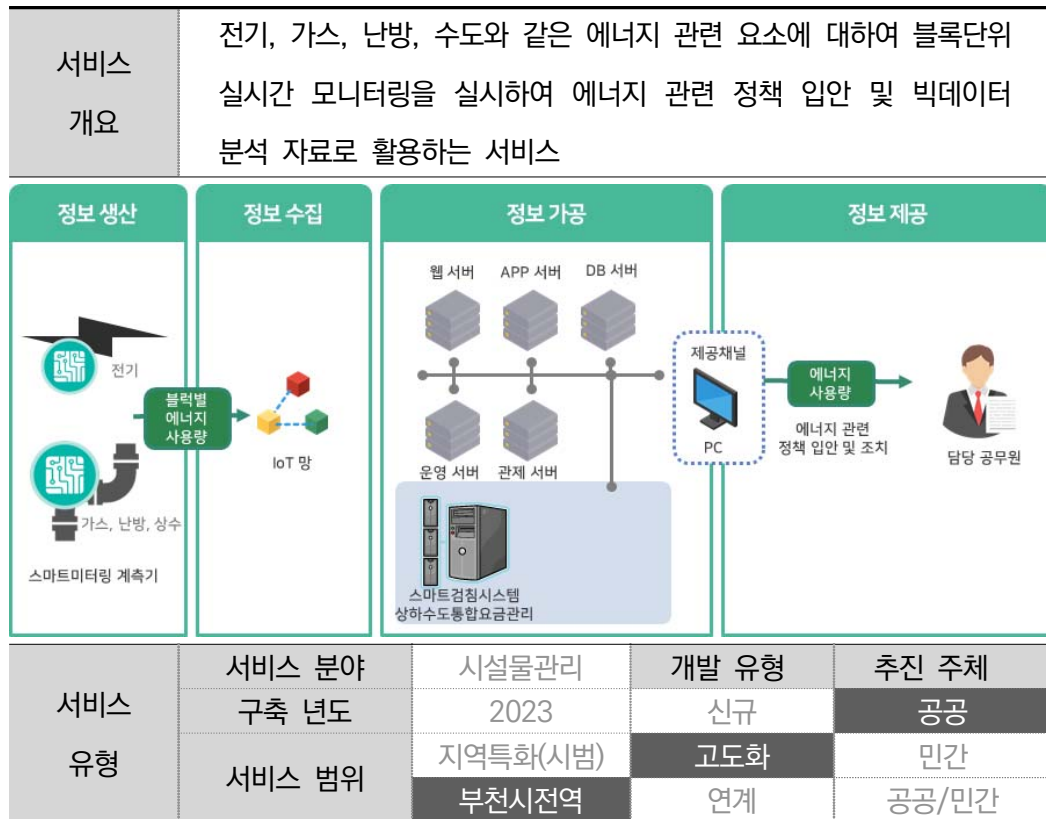 서비스
개요
전기, 가스, 난방, 수도와 같은 에너지 관련 요소에 대하여 블록단위
실시간 모니터링을 실시하여 에너지 관련 정책 입안 및 빅데이터
분석 자료로 활용하는 서비스
정보 생산
정보 수집
정보 가공
정보 제공
전기
가스, 난방, 상수
스마트미터링 계측기
블럭별
에너지
사용량
IoT 망
웹 서버
APP 서버
DB 서버
운영 서버
관제 서버
스마트검침시스템
상하수도통합요금관리
제공채널
PC
에너지
사용량
에너지 관련
정책 입안 및 조치
담당 공무원
서비스
유형
서비스 분야
시설물관리
개발 유형
추진 주체
구축 년도
2023
신규
공공
서비스 범위
지역특화(시범)
고도화
민간
부천시전역
연계
공공/민간